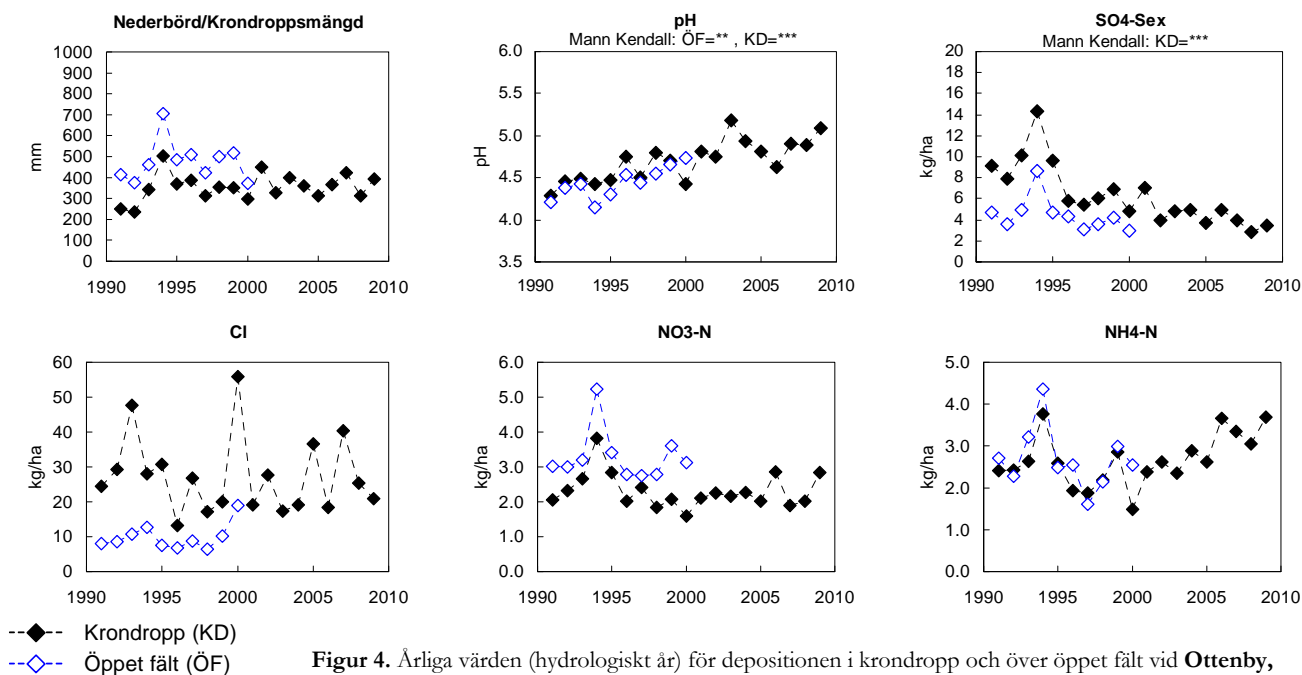 Nederbörd/Krondroppsmängd
1000
900
800
700
600
500
400
300
200
100
0
mm
1990 1995 2000 2005 2010
pH
Mann Kendall: ÖF=** , KD=***
6.0
5.5
5.0
4.5
4.0
3.5
pH
1990 1995 2000 2005 2010
SO4-Sex
Mann Kendall: KD=***
20
18
16
14
12
10
8
6
4
2
0
kg/ha
1990 1995 2000 2005 2010
Cl
60
50
40
30
20
10
0
kg/ha
1990 1995 2000 2005 2010
NO3-N
6.0
5.0
4.0
3.0
2.0
1.0
0.0
kg/ha
1990 1995 2000 2005 2010
NH4-N
5.0
4.0
3.0
2.0
1.0
0.0
kg/ha
1990 1995 2000 2005 2010
Krondropp (KD)
Öppet fält (ÖF)
Figur 4. Årliga värden (hydrologiskt år) för depositionen i krondropp och över öppet fält vid Ottenby,